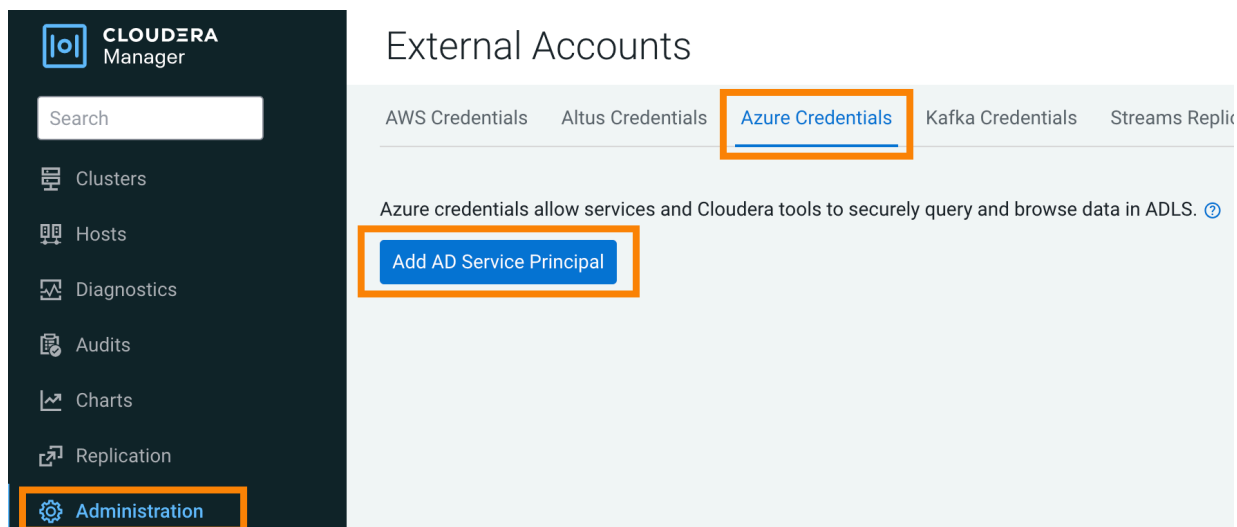 CLOUDERA
Manager
Search
Clusters
Hosts
Diagnostics
Audits
Charts
Replication
Administration
External Accounts
AWS Credentials Altus Credentials Azure Credentials Kafka Credentials Streams Replic
Azure credentials allow services and Cloudera tools to securely query and browse data in ADLS.
Add AD Service Principal